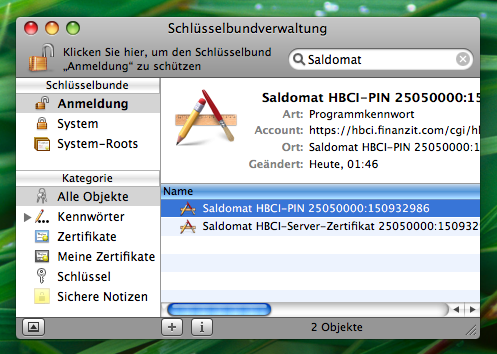 Schlüsselbundverwaltung
Klicken Sie hier, um den Schlüsselbund
„Anmeldung“ zu schützen
Saldomat
Schlüsselbunde
Anmeldung
System
System-Roots
Saldomat HBCI-PIN 25050000:15
Art: Programmkennwort
Account: https://hbci.finanzit.com/cgi/hb
Ort: Saldomat HBCI-PIN 25050000:1
Geändert: Heute, 01:46
Kategorie
Alle Objekte
Kennwörter
Zertifikate
Meine Zertifikate
Schlüssel
Sichere Notizen
Name
Saldomat HBCI-PIN 25050000:150932986
Saldomat HBCI-Server-Zertifikat 25050000:150932
2 Objekte